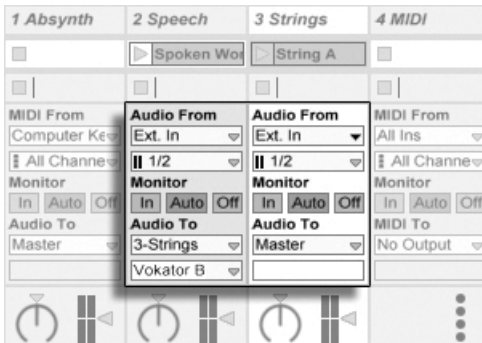 1 Absynth 2 Speech 3 Strings 4 MIDI
Spoken Wor String A
MIDI From Audio From Audio From MIDI From
Computer Ke Ext. In Ext. In All Ins
All Channe 1/2 1/2 All Channe
Monitor Monitor Monitor Monitor
In Auto Off In Auto Off In Auto Off In Auto Off
Audio To Audio To Audio To MIDI To
Master 3-Strings Master No Output
Vokator B